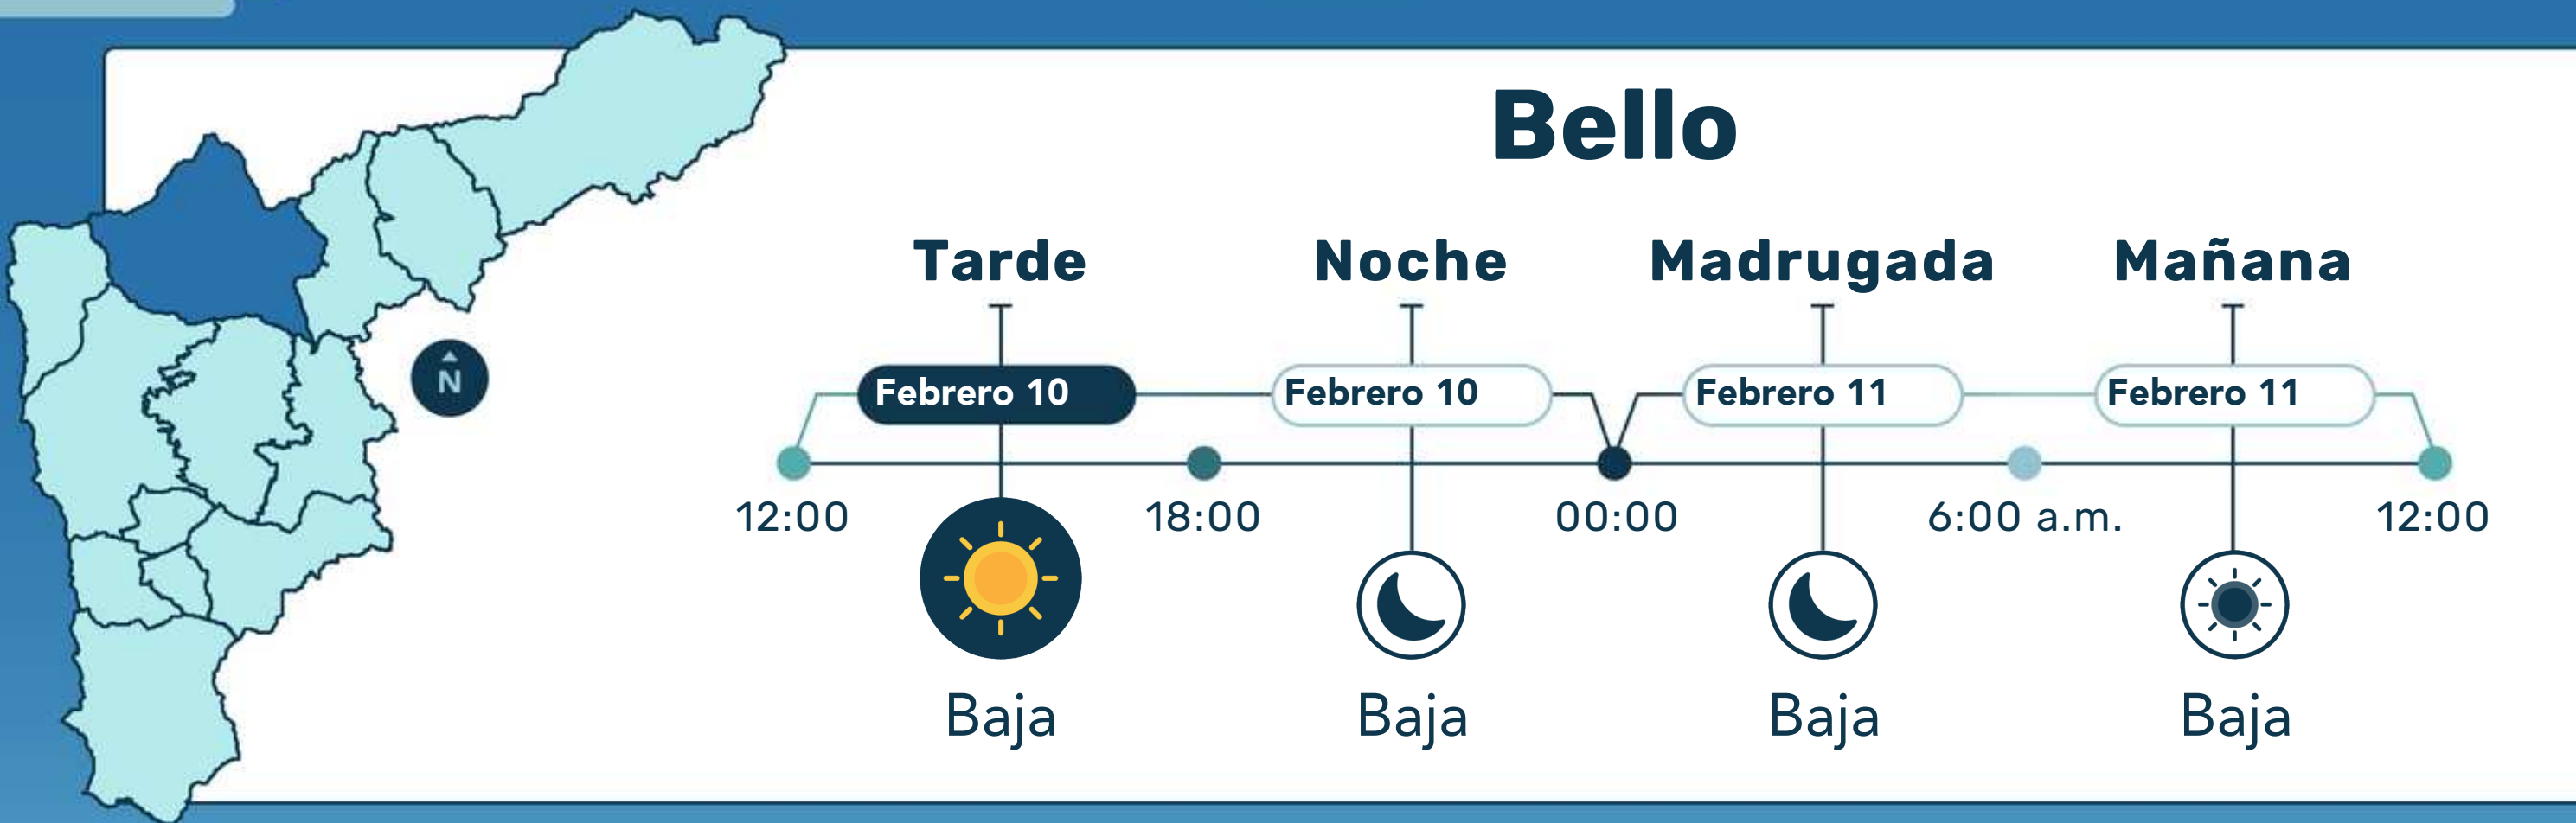 Bello
Tarde
Noche
Madrugada
Mañana
Febrero 10
Febrero 10
Febrero 11
Febrero 11
N
12:00
18:00
00:00
6:00 a.m.
12:00
Baja
Baja
Baja
Baja